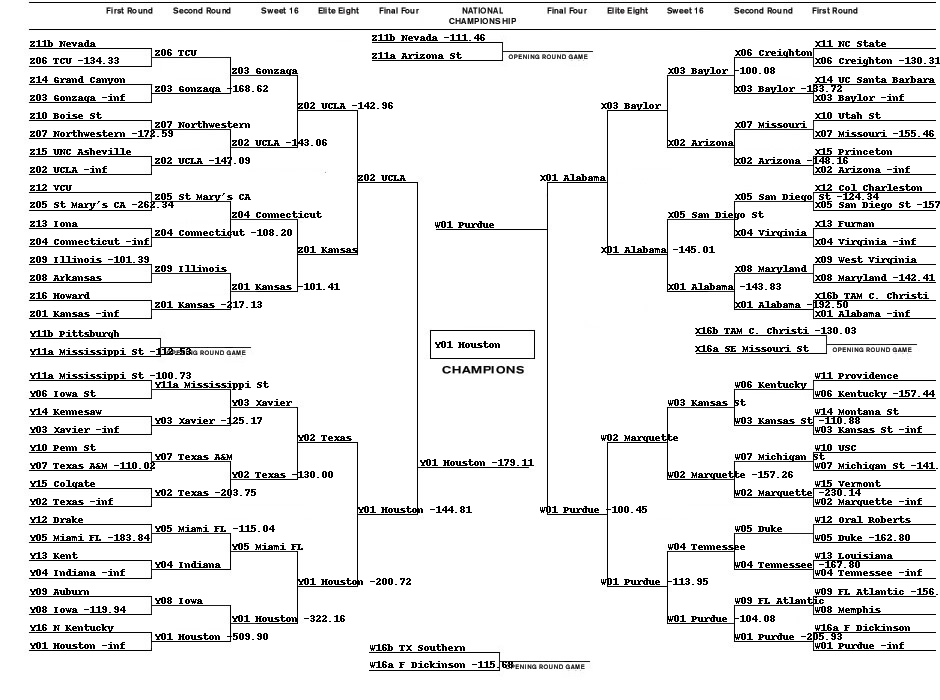 First Round Second Round Sweet 16 Elite Eight Final Four NATIONAL CHAMPIONSHIP Final Four Elite Eight Sweet 16 Second Round First Round
Z11b Nevada
Z06 TCU -134.33
Z14 Grand Canyon
Z03 Gonzaga -inf
Z10 Boise St
Z07 Northwestern -172.59
Z15 UNC Asheville
Z02 UCLA -inf
Z12 VCU
Z05 St Mary's CA -262.34
Z13 Iona
Z04 Connecticut -inf
Z09 Illinois -101.39
Z08 Arkansas
Z16 Howard
Z01 Kansas -inf
Z06 TCU
Z03 Gonzaga -168.62
Z07 Northwestern
Z02 UCLA -147.09
Z05 St Mary's CA
Z04 Connecticut -108.20
Z09 Illinois
Z01 Kansas -217.13
Z03 Gonzaga
Z02 UCLA -143.06
Z04 Connecticut
Z01 Kansas -101.41
Z02 UCLA -142.96
Z01 Kansas
Z02 UCLA
Y11b Pittsburgh
Y11a Mississippi St -112.53
OPENING ROUND GAME
Y11a Mississippi St -100.73
Y06 Iowa St
Y14 Kennesaw
Y03 Xavier -inf
Y10 Penn St
Y07 Texas A&M -110.02
Y15 Colgate
Y02 Texas -inf
Y12 Drake
Y05 Miami FL -183.84
Y13 Kent
Y04 Indiana -inf
Y09 Auburn
Y08 Iowa -119.94
Y16 N Kentucky
Y01 Houston -inf
Y11a Mississippi St
Y03 Xavier -125.17
Y07 Texas A&M
Y02 Texas -203.75
Y05 Miami FL -115.04
Y04 Indiana
Y08 Iowa
Y01 Houston -509.90
Y03 Xavier
Y02 Texas -130.00
Y05 Miami FL
Y01 Houston -322.16
Y02 Texas
Y01 Houston -200.72
Y01 Houston -144.81
Z11b Nevada -111.46
Z11a Arizona St
OPENING ROUND GAME
W01 Purdue
Y01 Houston
CHAMPIONS
Y01 Houston -179.11
W16b TX Southern
W16a F Dickinson -115.68
OPENING ROUND GAME
X01 Alabama
X03 Baylor
X01 Alabama -145.01
X03 Baylor -100.08
X02 Arizona
X05 San Diego St
X01 Alabama -143.83
X06 Creighton
X03 Baylor -133.72
X07 Missouri
X02 Arizona -148.16
X05 San Diego St -124.34
X04 Virginia
X08 Maryland
X01 Alabama -192.50
X11 NC State
X06 Creighton -130.31
X14 UC Santa Barbara
X03 Baylor -inf
X10 Utah St
X07 Missouri -155.46
X15 Princeton
X02 Arizona -inf
X12 Col Charleston
X05 San Diego St -157
X13 Furman
X04 Virginia -inf
X09 West Virginia
X08 Maryland -142.41
X16b TAM C. Christi
X01 Alabama -inf
X16b TAM C. Christi -130.03
X16a SE Missouri St
OPENING ROUND GAME
W01 Purdue -100.45
W02 Marquette
W01 Purdue -113.95
W03 Kansas St
W02 Marquette -157.26
W04 Tennessee
W01 Purdue -104.08
W06 Kentucky
W03 Kansas St -110.88
W07 Michigan St
W02 Marquette -230.14
W05 Duke
W04 Tennessee -167.80
W09 FL Atlantic
W01 Purdue -205.93
W11 Providence
W06 Kentucky -157.44
W14 Montana St
W03 Kansas St -inf
W10 USC
W07 Michigan St -141.
W15 Vermont
W02 Marquette -inf
W12 Oral Roberts
W05 Duke -162.80
W13 Louisiana
W04 Tennessee -inf
W09 FL Atlantic -156.
W08 Memphis
W16a F Dickinson
W01 Purdue -inf